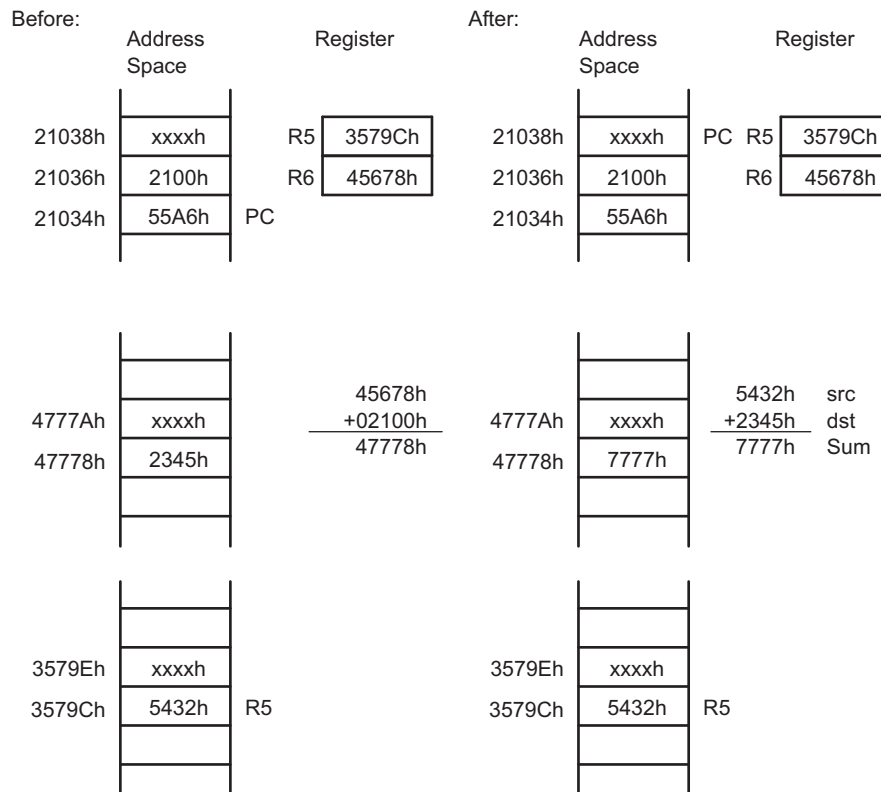 Before:
Address Space
Register
21038h xxxxh
21036h 2100h
21034h 55A6h PC
R5 3579Ch
R6 45678h
4777Ah xxxxh
47778h 2345h
45678h
+02100h
47778h
3579Eh xxxxh
3579Ch 5432h R5
After:
Address Space
Register
21038h xxxxh PC
21036h 2100h
21034h 55A6h
R5 3579Ch
R6 45678h
4777Ah xxxxh
47778h 7777h
5432h src
+2345h dst
7777h Sum
3579Eh xxxxh
3579Ch 5432h R5